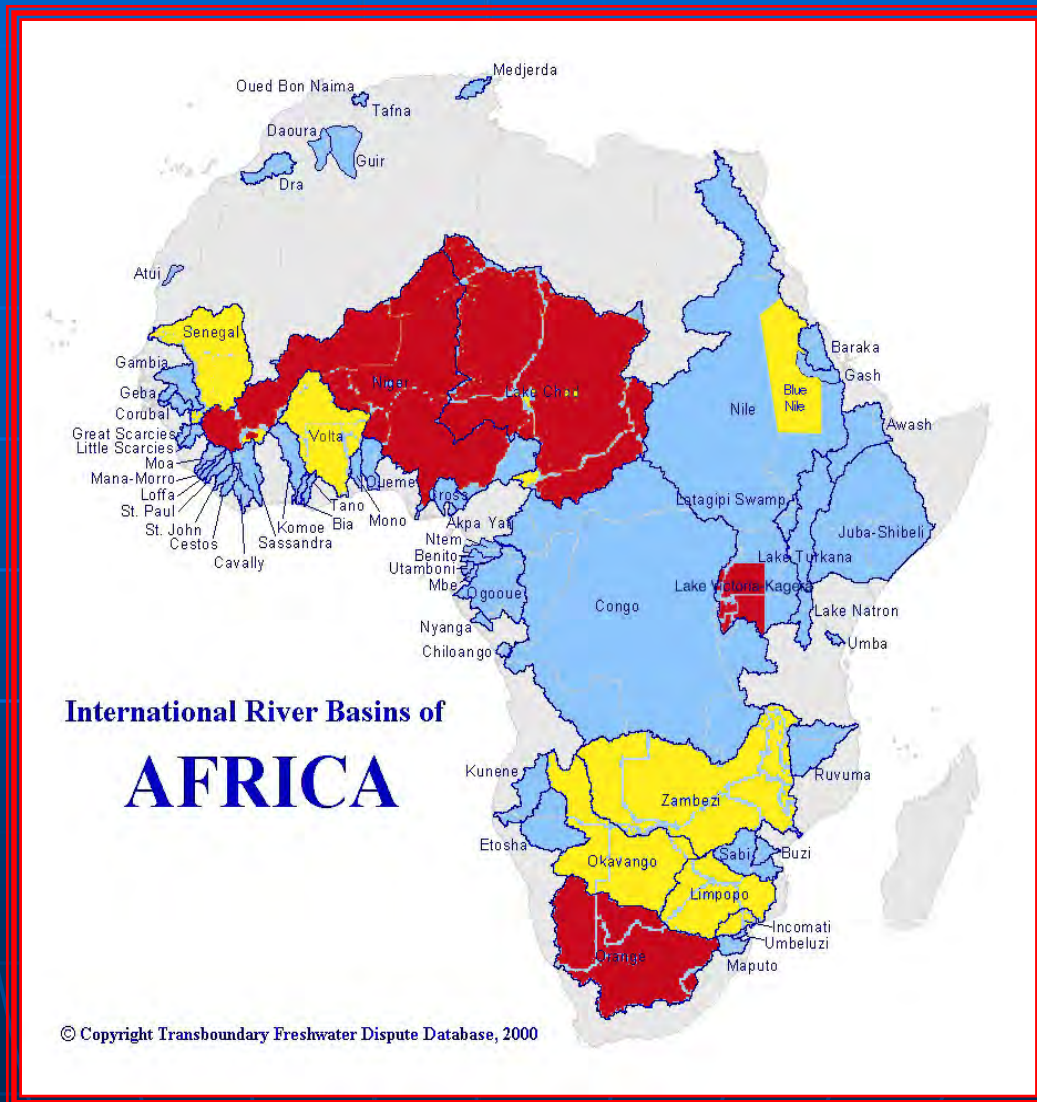 Medjerda
Oued Bon Naima
Tafna
Daoura
Guir
Dra
Atui
Senegal
Gambia
Geba
Corubal
Great Scarcies
Little Scarcies
Moa
Mana-Morro
Loffa
St. Paul
St. John
Cestos
Cavally
Sassandra
Komoe
Bia
Tano
Volta
Mono
Oueme
Niger
Lake Chad
Cross
Akpa Yafi
Ntem
Benito
Utamboni
Mbe
Ogooue
Nyanga
Chiloango
Congo
Nile
Blue
Nile
Baraka
Gash
Awash
Latagipi Swamp
Juba-Shibeli
Lake Turkana
Lake Victoria-Kagera
Lake Natron
Umba
International River Basins of
AFRICA
Kunene
Etosha
Zambezi
Ruvuma
Okavango
Sabi
Buzi
Limpopo
Incomati
Umbeluzi
Maputo
Orange
© Copyright Transboundary Freshwater Dispute Database, 2000